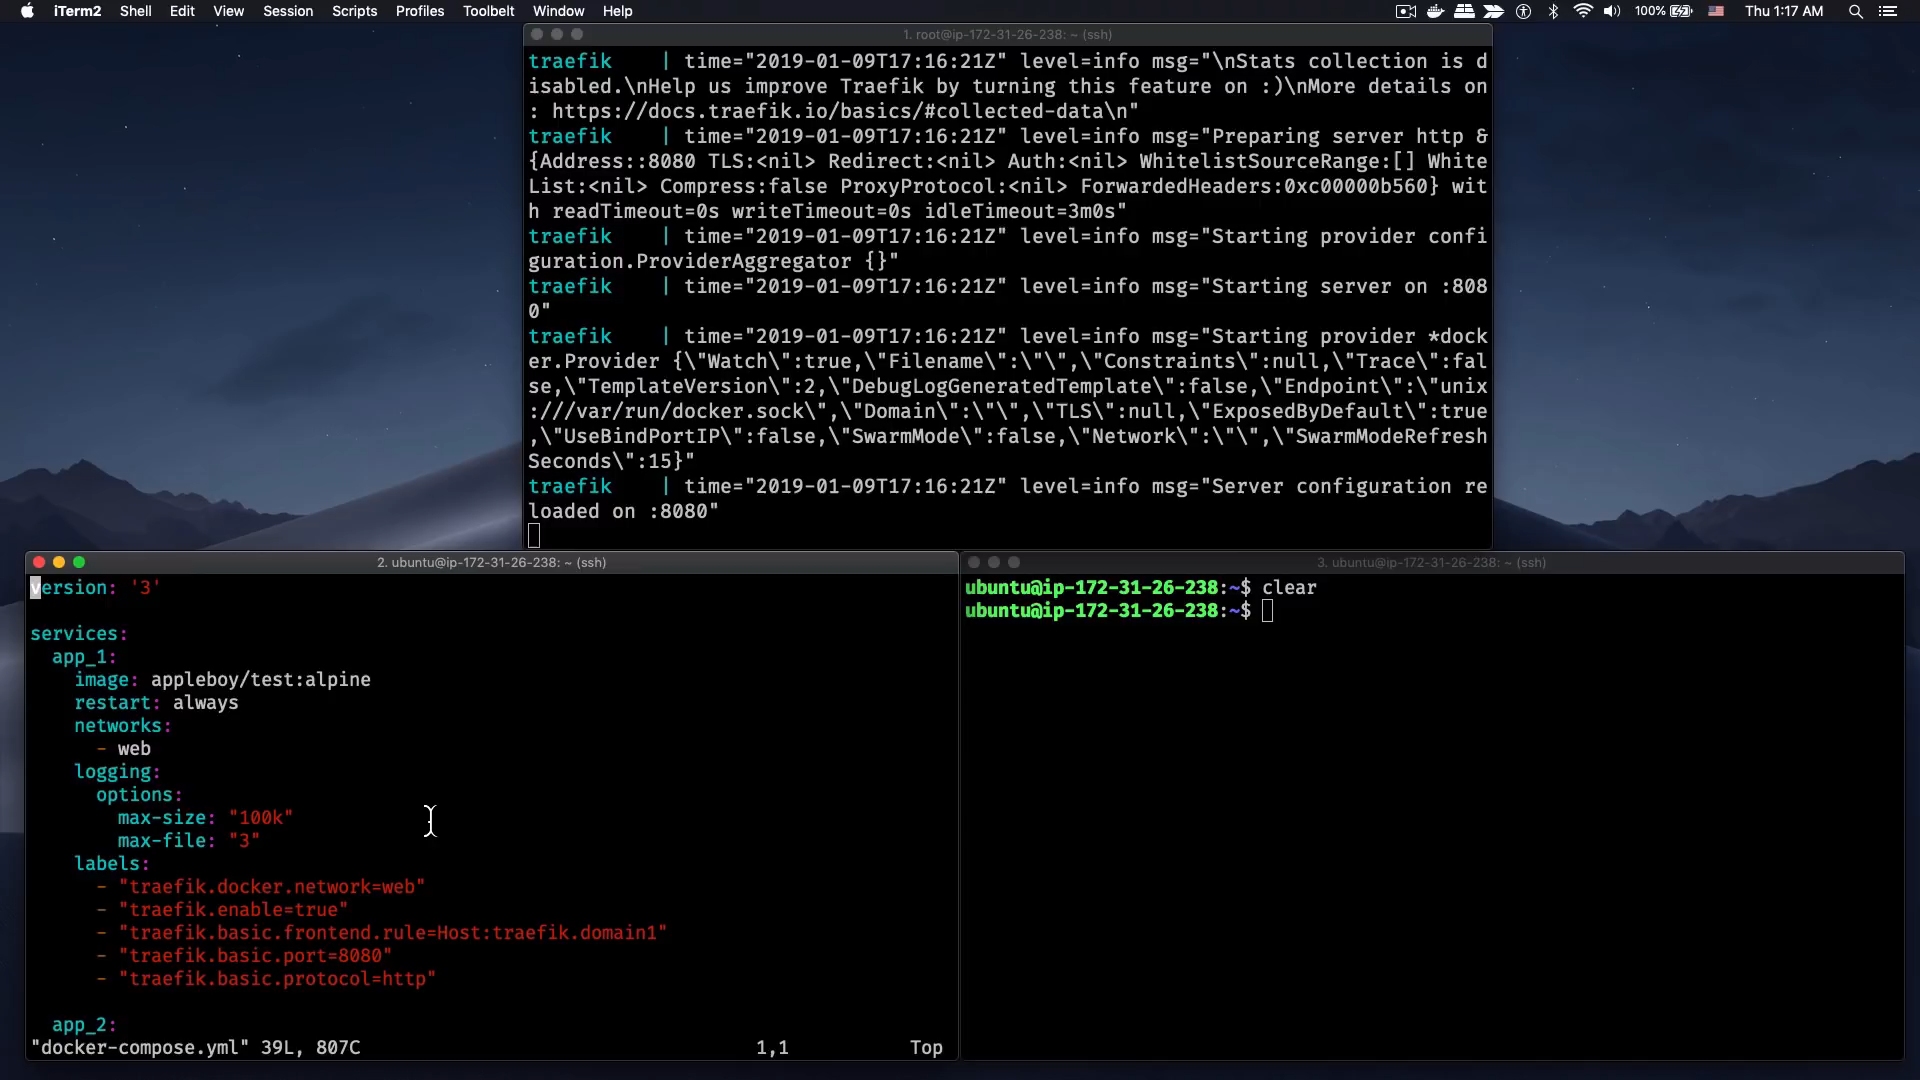 iTerm2 Shell Edit View Session Scripts Profiles Toolbelt Window Help 100% Thu 1:17 AM
1. root@ip-172-31-26-238: ~ (ssh)
traefik    | time="2019-01-09T17:16:21Z" level=info msg="\nStats collection is d
isabled.\nHelp us improve Traefik by turning this feature on :)\nMore details on
: https://docs.traefik.io/basics/#collected-data\n"
traefik    | time="2019-01-09T17:16:21Z" level=info msg="Preparing server http &
{Address::8080 TLS:<nil> Redirect:<nil> Auth:<nil> WhitelistSourceRange:[] White
List:<nil> Compress:false ProxyProtocol:<nil> ForwardedHeaders:0xc00000b560} wit
h readTimeout=0s writeTimeout=0s idleTimeout=3m0s"
traefik    | time="2019-01-09T17:16:21Z" level=info msg="Starting provider confi
guration.ProviderAggregator {}"
traefik    | time="2019-01-09T17:16:21Z" level=info msg="Starting server on :808
0"
traefik    | time="2019-01-09T17:16:21Z" level=info msg="Starting provider *dock
er.Provider {\"Watch\":true,\"Filename\":\"\",\"Constraints\":null,\"Trace\":fal
se,\"TemplateVersion\":2,\"DebugLogGeneratedTemplate\":false,\"Endpoint\":\"unix
:///var/run/docker.sock\",\"Domain\":\"\",\"TLS\":null,\"ExposedByDefault\":true
,\"UseBindPortIP\":false,\"SwarmMode\":false,\"Network\":\"\",\"SwarmModeRefresh
Seconds\":15}"
traefik    | time="2019-01-09T17:16:21Z" level=info msg="Server configuration re
loaded on :8080"
2. ubuntu@ip-172-31-26-238: ~ (ssh)
version: '3'
services:
  app_1:
    image: appleboy/test:alpine
    restart: always
    networks:
      - web
    logging:
      options:
        max-size: "100k"
        max-file: "3"
    labels:
      - "traefik.docker.network=web"
      - "traefik.enable=true"
      - "traefik.basic.frontend.rule=Host:traefik.domain1"
      - "traefik.basic.port=8080"
      - "traefik.basic.protocol=http"
  app_2:
"docker-compose.yml" 39L, 807C 1,1 Top
3. ubuntu@ip-172-31-26-238: ~ (ssh)
ubuntu@ip-172-31-26-238:~$ clear
ubuntu@ip-172-31-26-238:~$